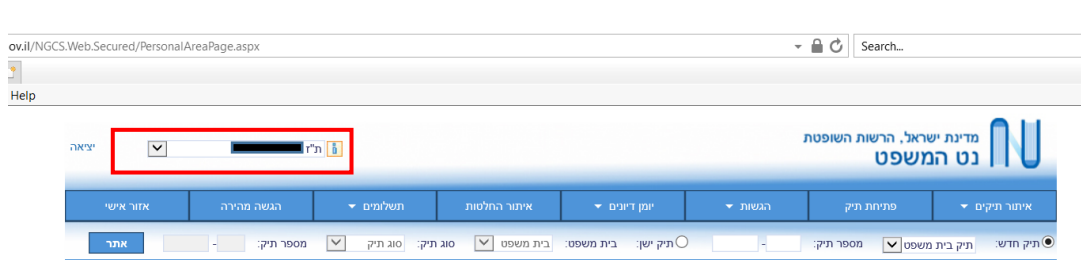 ov.il/NGCS.Web.Secured/PersonalAreaPage.aspx Search...
Help
מדינת ישראל, הרשות השופטת
נט המשפט
ת"ז
יציאה
איתור תיקים פתיחת תיק הגשות יומן דיונים איתור החלטות תשלומים הגשה מהירה אזור אישי
תיק חדש: תיק בית משפט מספר תיק: - תיק ישן: בית משפט: בית משפט סוג תיק: סוג תיק מספר תיק: - אתר